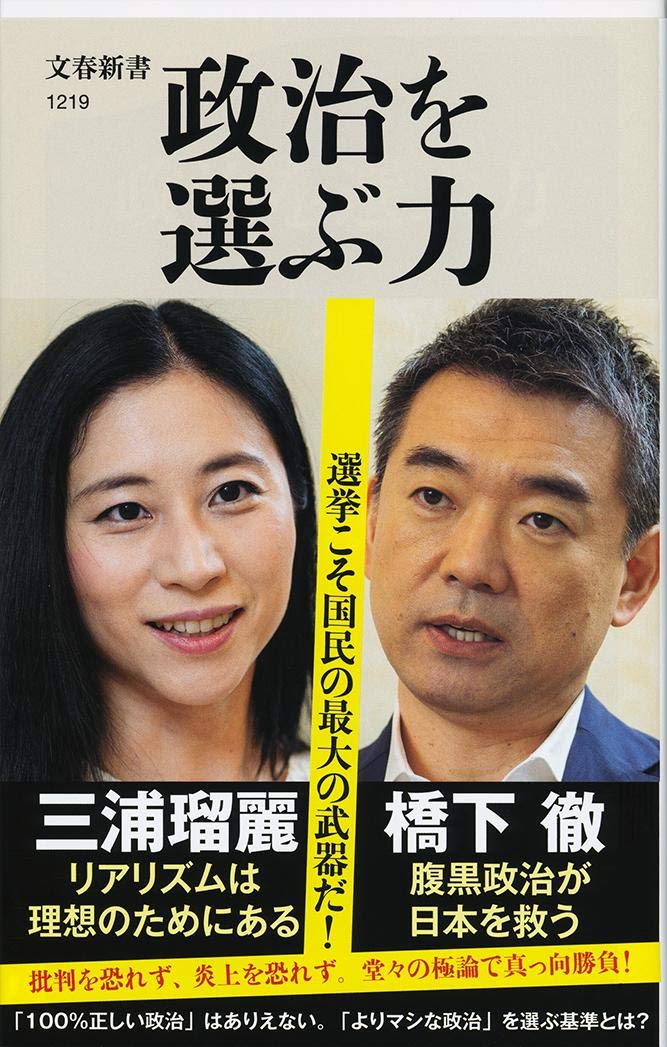 文春新書
1219
政治を
選ぶ力
選挙こそ国民の最大の武器だ!
三浦瑠麗
リアリズムは
理想のためにある
橋下 徹
腹黒政治が
日本を救う
批判を恐れず、炎上を恐れず。堂々の極論で真っ向勝負!
「100%正しい政治」はありえない。「よりマシな政治」を選ぶ基準とは?